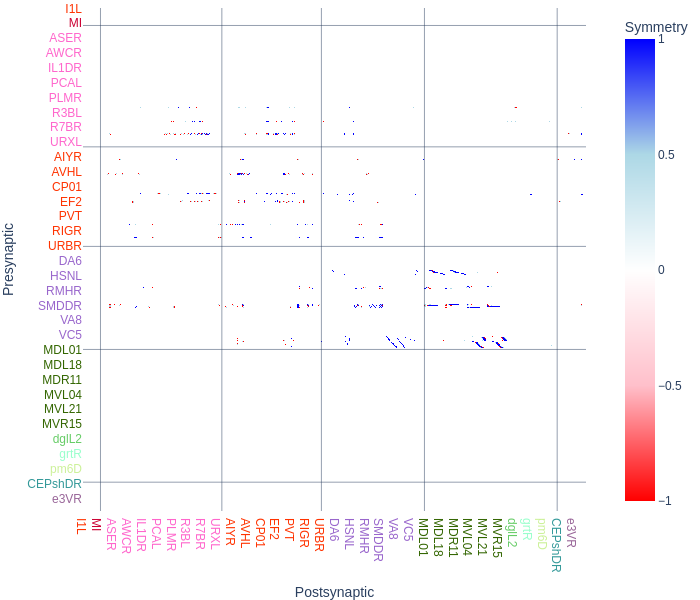 Symmetry
I1L
MI
ASER
AWCR
IL1DR
PCAL
PLMR
R3BL
R7BR
URXL
AIYR
AVHL
CP01
EF2
PVT
RIGR
URBR
DA6
HSNL
RMHR
SMDDR
VA8
VC5
MDL01
MDL18
MDR11
MVL04
MVL21
MVR15
dglL2
grtR
pm6D
CEPshDR
e3VR
Presynaptic
1
0.5
0
−0.5
−1
I1L
MI
ASER
AWCR
IL1DR
PCAL
PLMR
R3BL
R7BR
URXL
AIYR
AVHL
CP01
EF2
PVT
RIGR
URBR
DA6
HSNL
RMHR
SMDDR
VA8
VC5
MDL01
MDL18
MDR11
MVL04
MVL21
MVR15
dglL2
grtR
pm6D
CEPshDR
e3VR
Postsynaptic